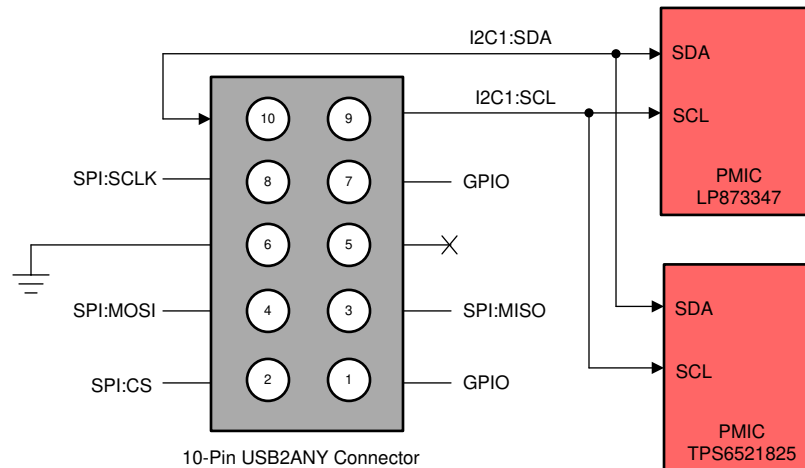 I2C1:SDA
SDA
10
9
I2C1:SCL
SCL
SPI:SCLK
8
7
GPIO
PMIC
LP873347
6
5
SPI:MOSI
4
3
SPI:MISO
SDA
SPI:CS
2
1
GPIO
SCL
PMIC
TPS6521825
10-Pin USB2ANY Connector